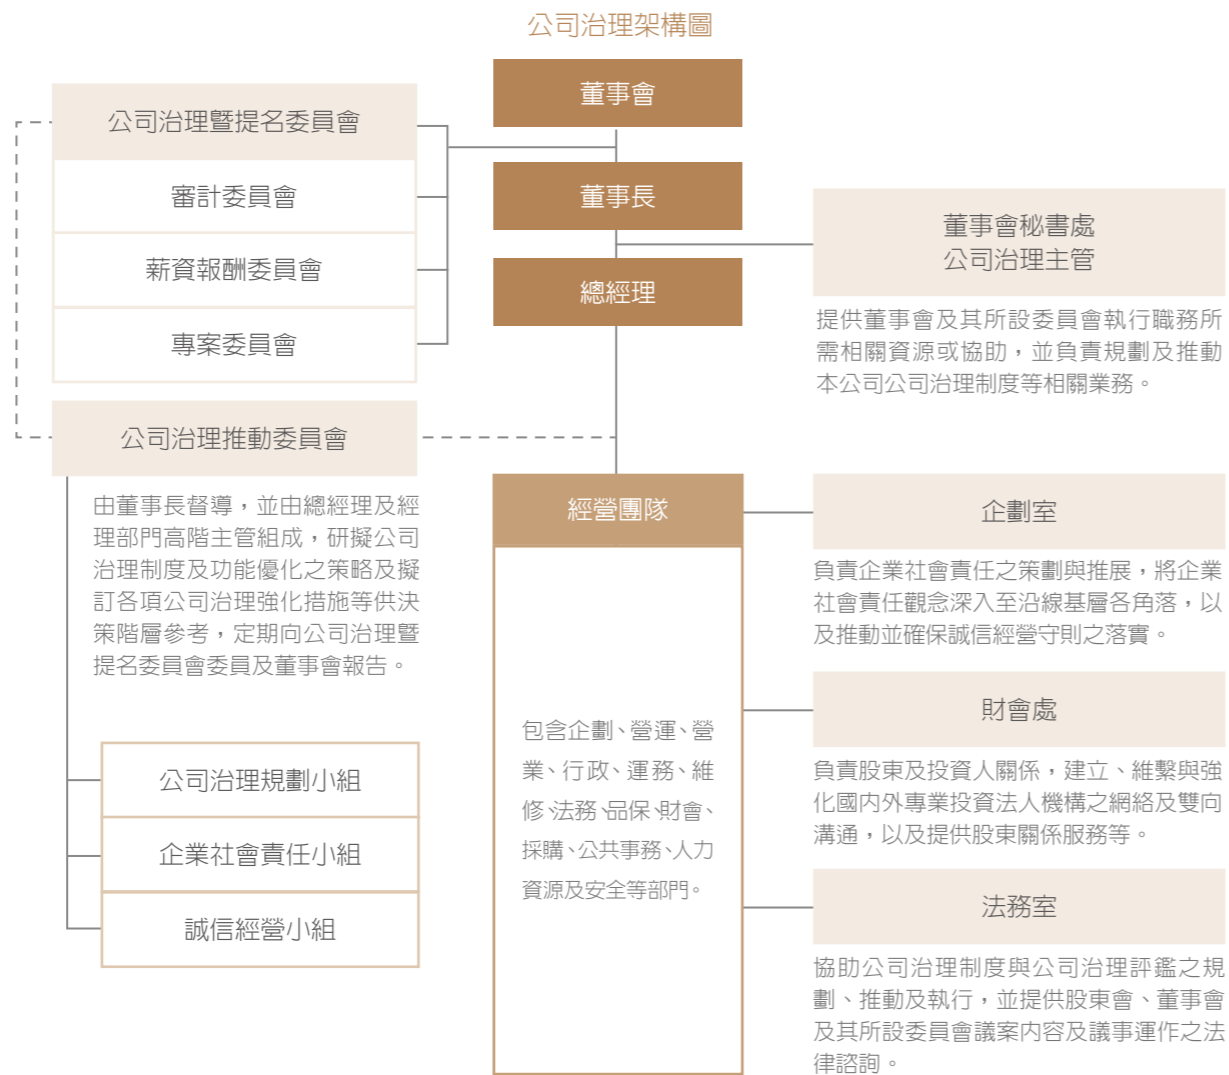 公司治理架構圖
董事會
董事長
總經理
公司治理暨提名委員會
審計委員會
薪資報酬委員會
專案委員會
董事會秘書處
公司治理主管
提供董事會及其所設委員會執行職務所
需相關資源或協助，並負責規劃及推動
本公司公司治理制度等相關業務。
公司治理推動委員會
由董事長督導，並由總經理及經
理部門高階主管組成，研擬公司
治理制度及功能優化之策略及擬
訂各項公司治理強化措施等供決
策階層參考，定期向公司治理暨
提名委員會委員及董事會報告。
公司治理規劃小組
企業社會責任小組
誠信經營小組
經營團隊
包含企劃、營運、營
業、行政、運務、維
修、法務、品保、財會、
採購、公共事務、人力
資源及安全等部門。
企劃室
負責企業社會責任之策劃與推展，將企業
社會責任觀念深入至沿線基層各角落，以
及推動並確保誠信經營守則之落實。
財會處
負責股東及投資人關係，建立、維繫與強
化國內外專業投資法人機構之網絡及雙向
溝通，以及提供股東關係服務等。
法務室
協助公司治理制度與公司治理評鑑之規
劃、推動及執行，並提供股東會、董事會
及其所設委員會議案內容及議事運作之法
律諮詢。